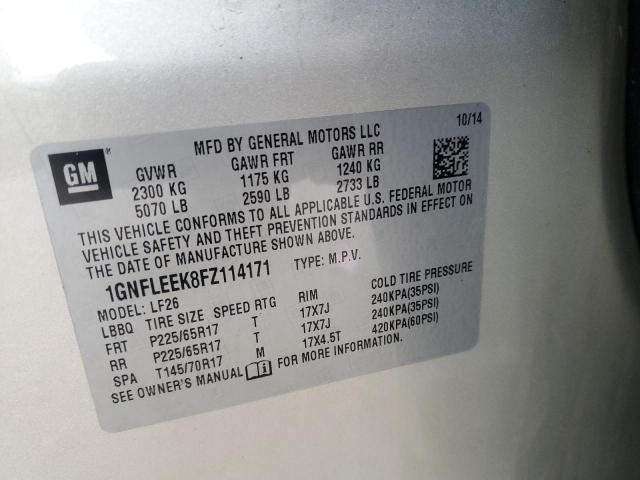 10/14
MFD BY GENERAL MOTORS LLC
GM®
GVWR GAWR FRT GAWR RR
2300 KG 1175 KG 1240 KG
5070 LB 2590 LB 2733 LB
THIS VEHICLE CONFORMS TO ALL APPLICABLE U.S. FEDERAL MOTOR
VEHICLE SAFETY AND THEFT PREVENTION STANDARDS IN EFFECT ON
THE DATE OF MANUFACTURE SHOWN ABOVE.
1GNFLEEK8FZ114171 TYPE: M.P.V.
MODEL: LF26
LBBQ TIRE SIZE SPEED RTG RIM COLD TIRE PRESSURE
FRT P225/65R17 T 17X7J 240KPA(35PSI)
RR P225/65R17 T 17X7J 240KPA(35PSI)
SPA T145/70R17 M 17X4.5T 420KPA(60PSI)
SEE OWNER'S MANUAL FOR MORE INFORMATION.